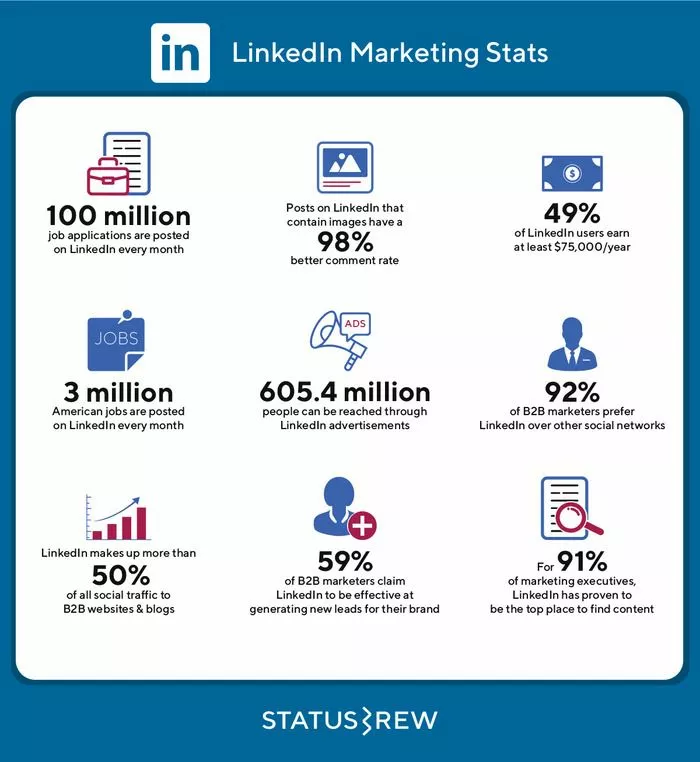 in LinkedIn Marketing Stats
100 million
job applications are posted
on LinkedIn every month
Posts on LinkedIn that
contain images have a
98%
better comment rate
$
49%
of LinkedIn users earn
at least $75,000/year
JOBS
3 million
American jobs are posted
on LinkedIn every month
ADS
605.4 million
people can be reached through
LinkedIn advertisements
92%
of B2B marketers prefer
LinkedIn over other social networks
LinkedIn makes up more than
50%
of all social traffic to
B2B websites & blogs
59%
of B2B marketers claim
LinkedIn to be effective at
generating new leads for their brand
For 91%
of marketing executives,
LinkedIn has proven to
be the top place to find content
STATUSBREW